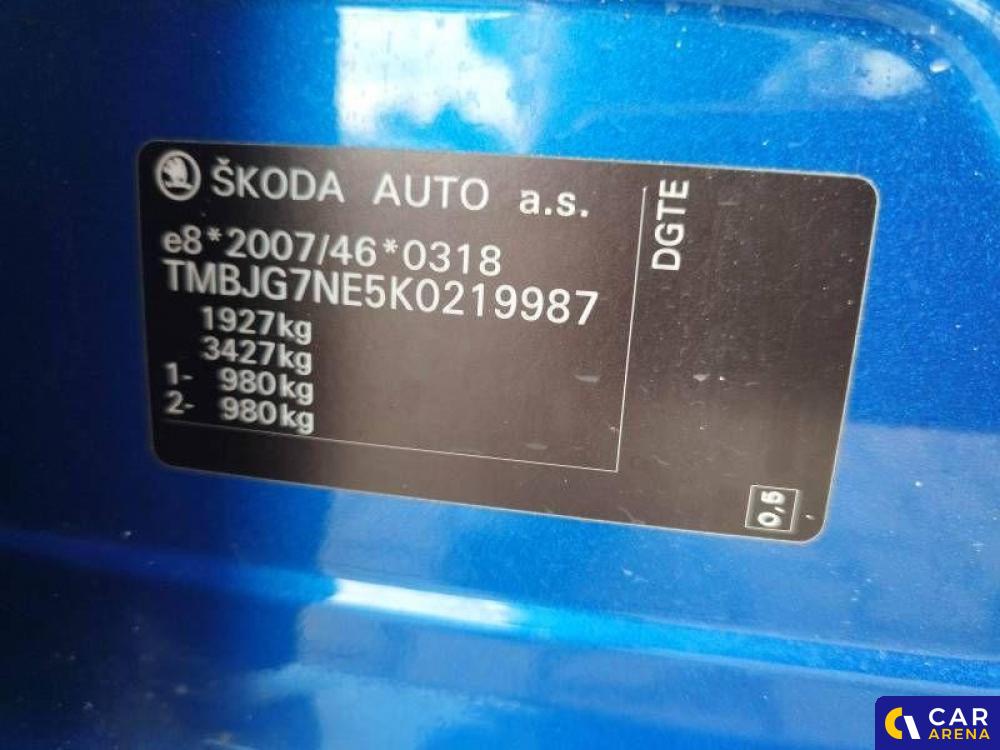 ŠKODA AUTO a.s.
e8*2007/46*0318
TMBJG7NE5K0219987
1927kg
3427kg
1- 980kg
2- 980kg
DGTE
0,5
CAR
ARENA